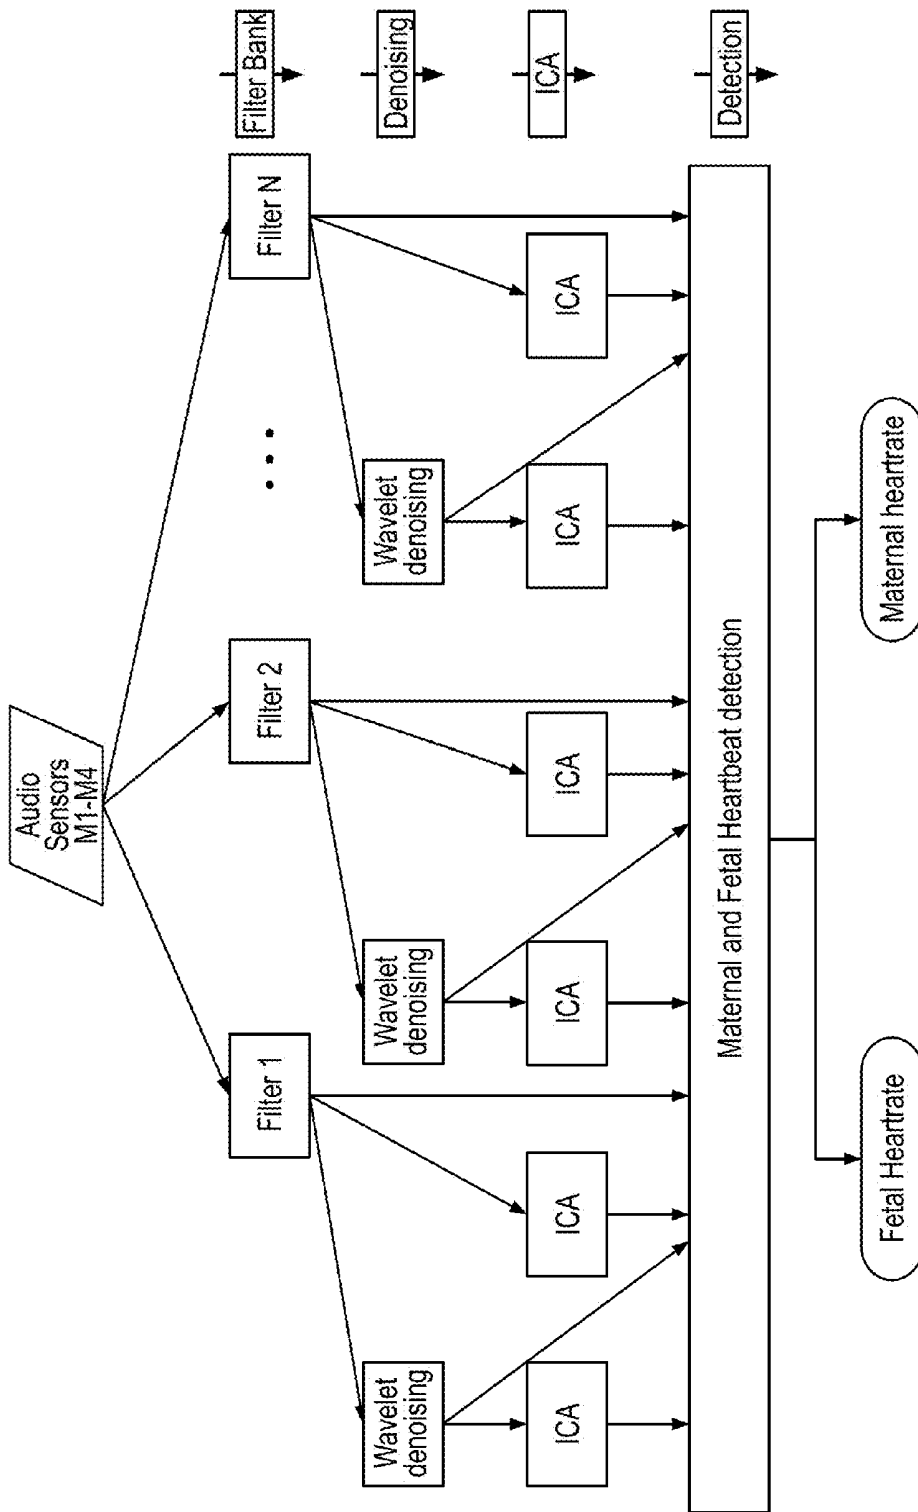 Audio
Sensors
M1-M4
Filter 1
Filter 2
• • •
Filter N
Filter Bank
Wavelet
denoising
Wavelet
denoising
Wavelet
denoising
Denoising
ICA
ICA
ICA
ICA
ICA
ICA
ICA
Maternal and Fetal Heartbeat detection
Detection
Fetal Heartrate
Maternal heartrate